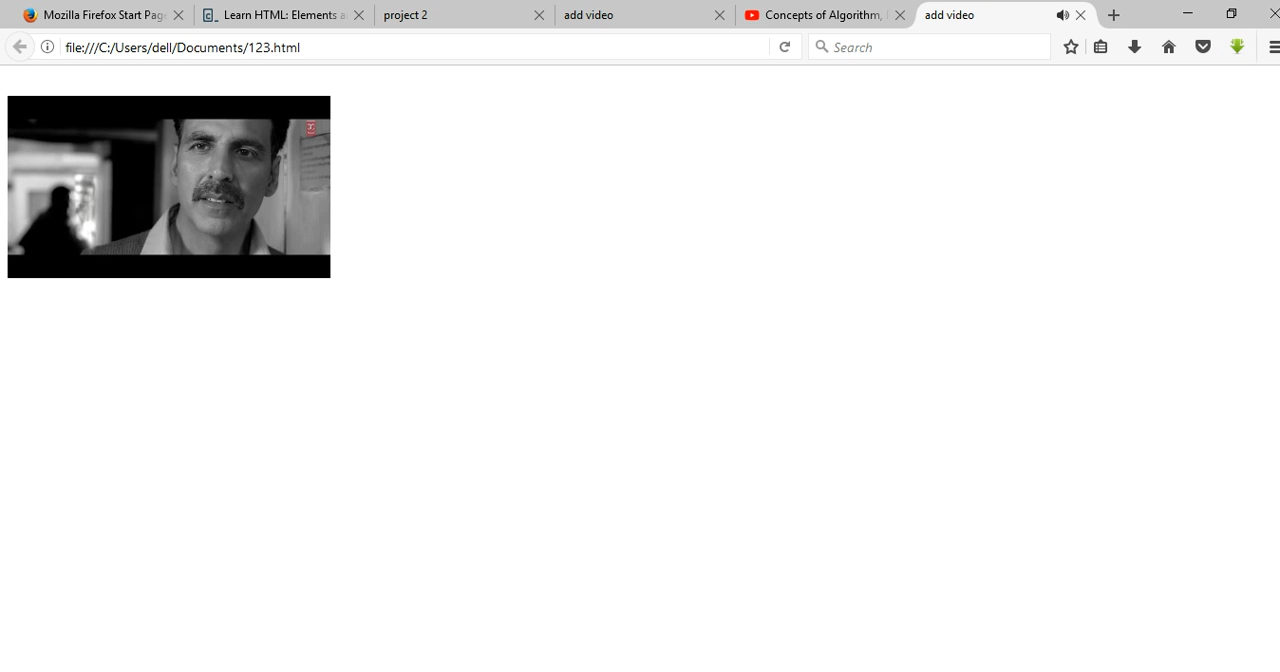 Mozilla Firefox Start Pag
Learn HTML: Elements a
project 2
add video
Concepts of Algorithm,
add video
file:///C:/Users/dell/Documents/123.html
Search